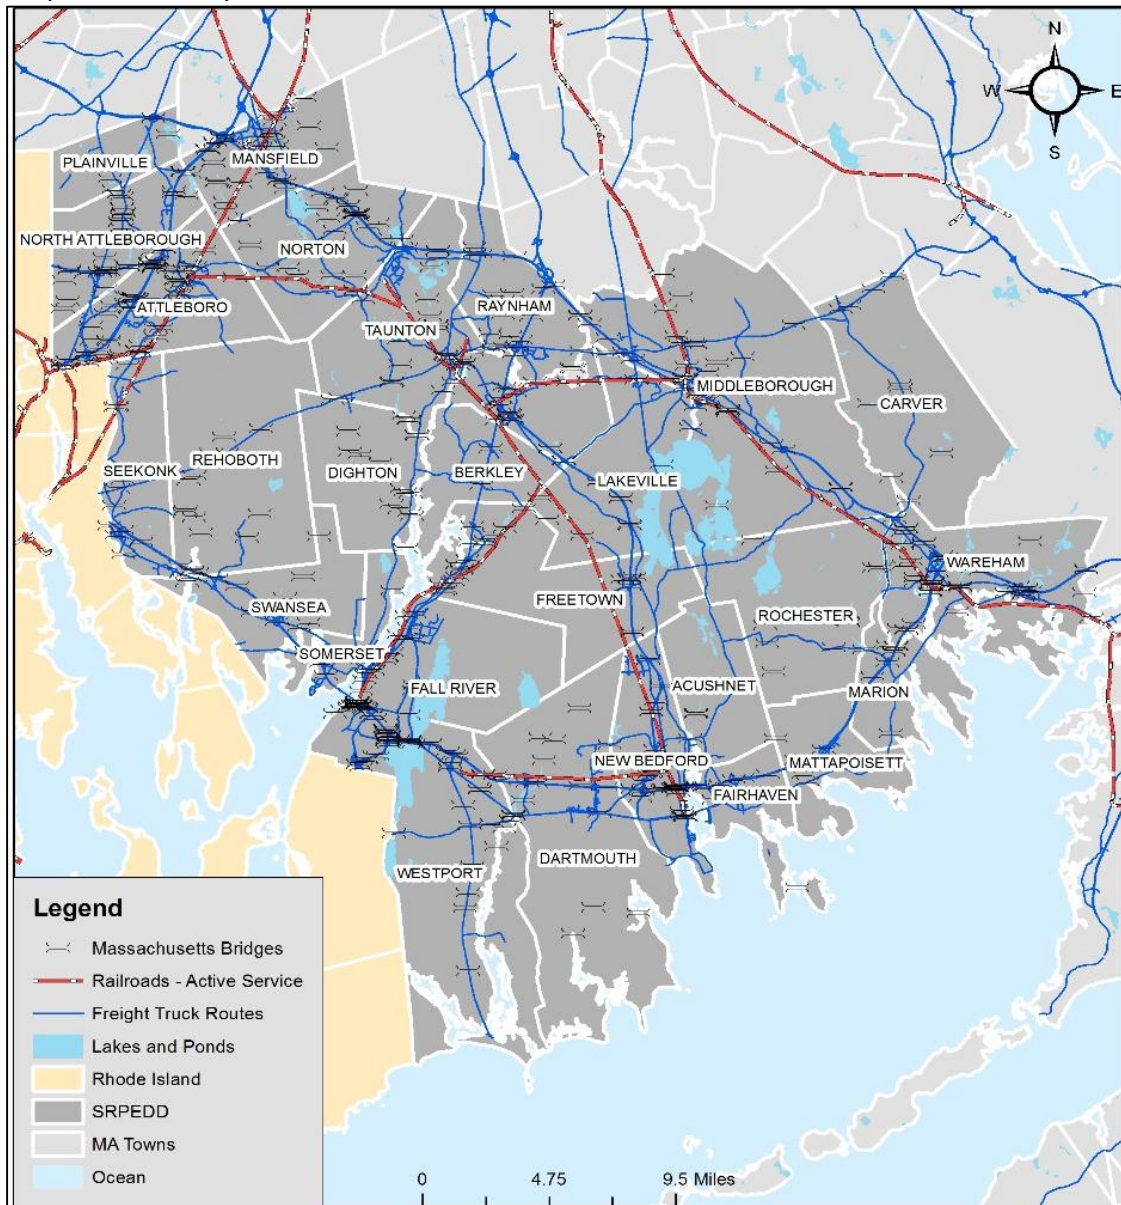 N
W E
S
PLAINVILLE
MANSFIELD
NORTH ATTLEBOROUGH
NORTON
ATTLEBORO
RAYNHAM
TAUNTON
MIDDLEBOROUGH
CARVER
SEEKONK
REHOBOTH
DIGHTON
BERKLEY
LAKEVILLE
WAREHAM
SWANSEA
FREETOWN
ROCHESTER
SOMERSET
FALL RIVER
ACUSHNET
MARION
NEW BEDFORD
MATTAPOISETT
FAIRHAVEN
DARTMOUTH
WESTPORT
Legend
Massachusetts Bridges
Railroads - Active Service
Freight Truck Routes
Lakes and Ponds
Rhode Island
SRPEDD
MA Towns
Ocean
0 4.75 9.5 Miles